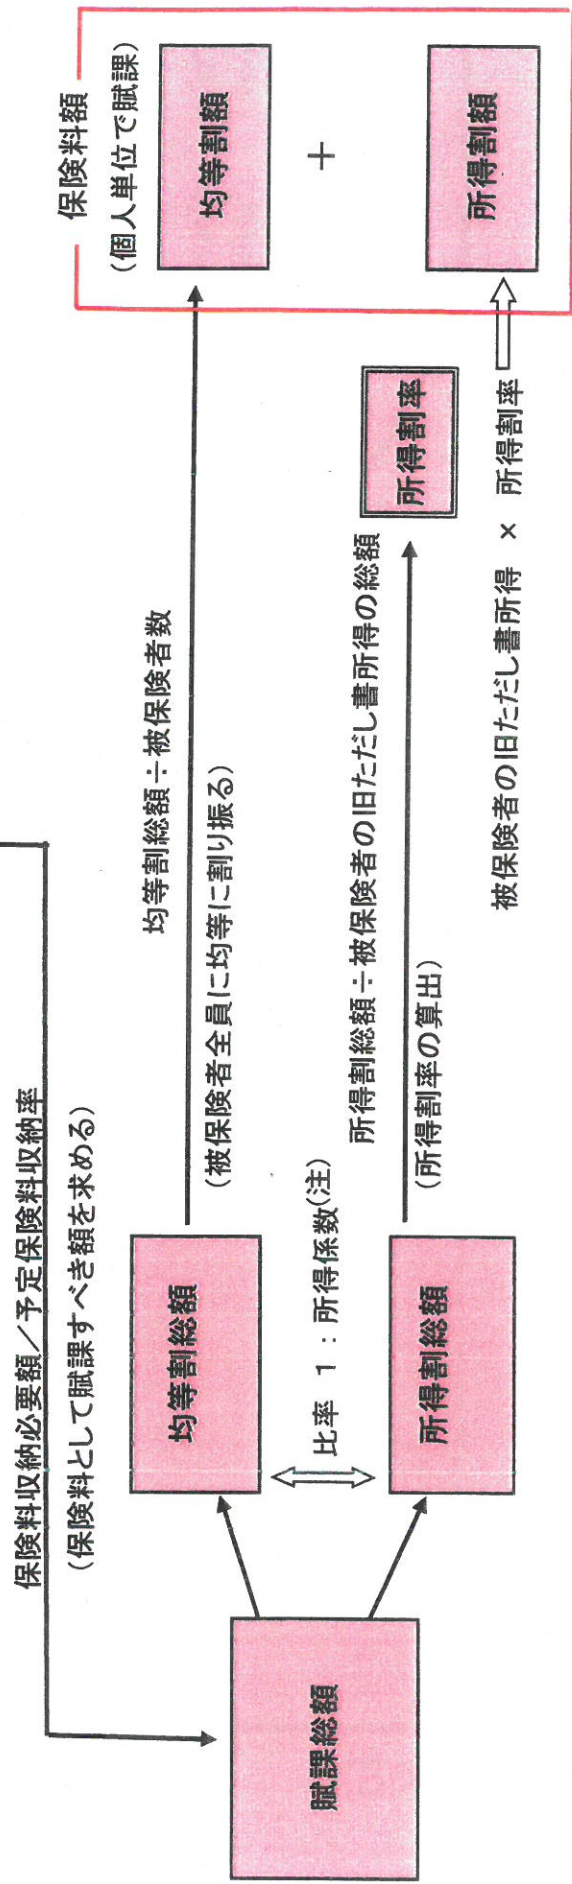 保険料収納必要額／予定保険料収納率
(保険料として賦課すべき額を求める)
賦課総額
均等割総額
比率 1：所得係数(注)
所得割総額
均等割総額÷被保険者数
(被保険者全員に均等に割り振る)
所得割総額÷被保険者の旧ただし書所得の総額
(所得割率の算出)
所得割率
被保険者の旧ただし書所得 × 所得割率
保険料額
(個人単位で賦課)
均等割額
＋
所得割額